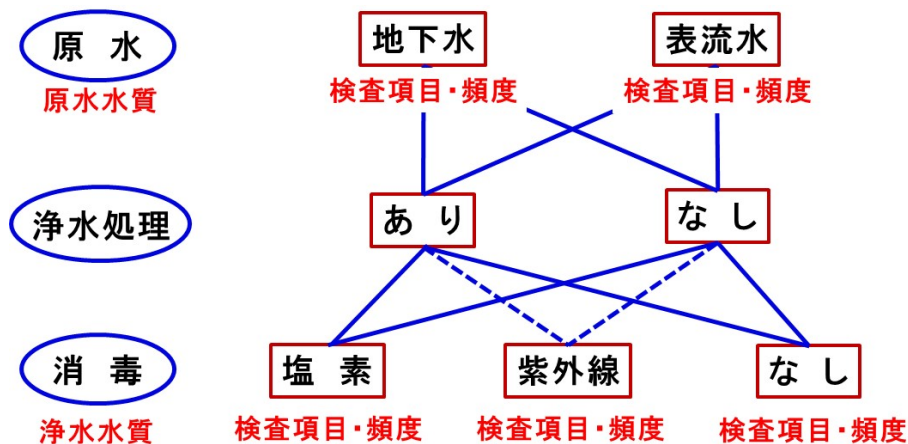 原 水
地下水
表流水
原水水質
検査項目・頻度
検査項目・頻度
浄水処理
あ り
な し
消 毒
塩 素
紫外線
な し
浄水水質
検査項目・頻度
検査項目・頻度
検査項目・頻度